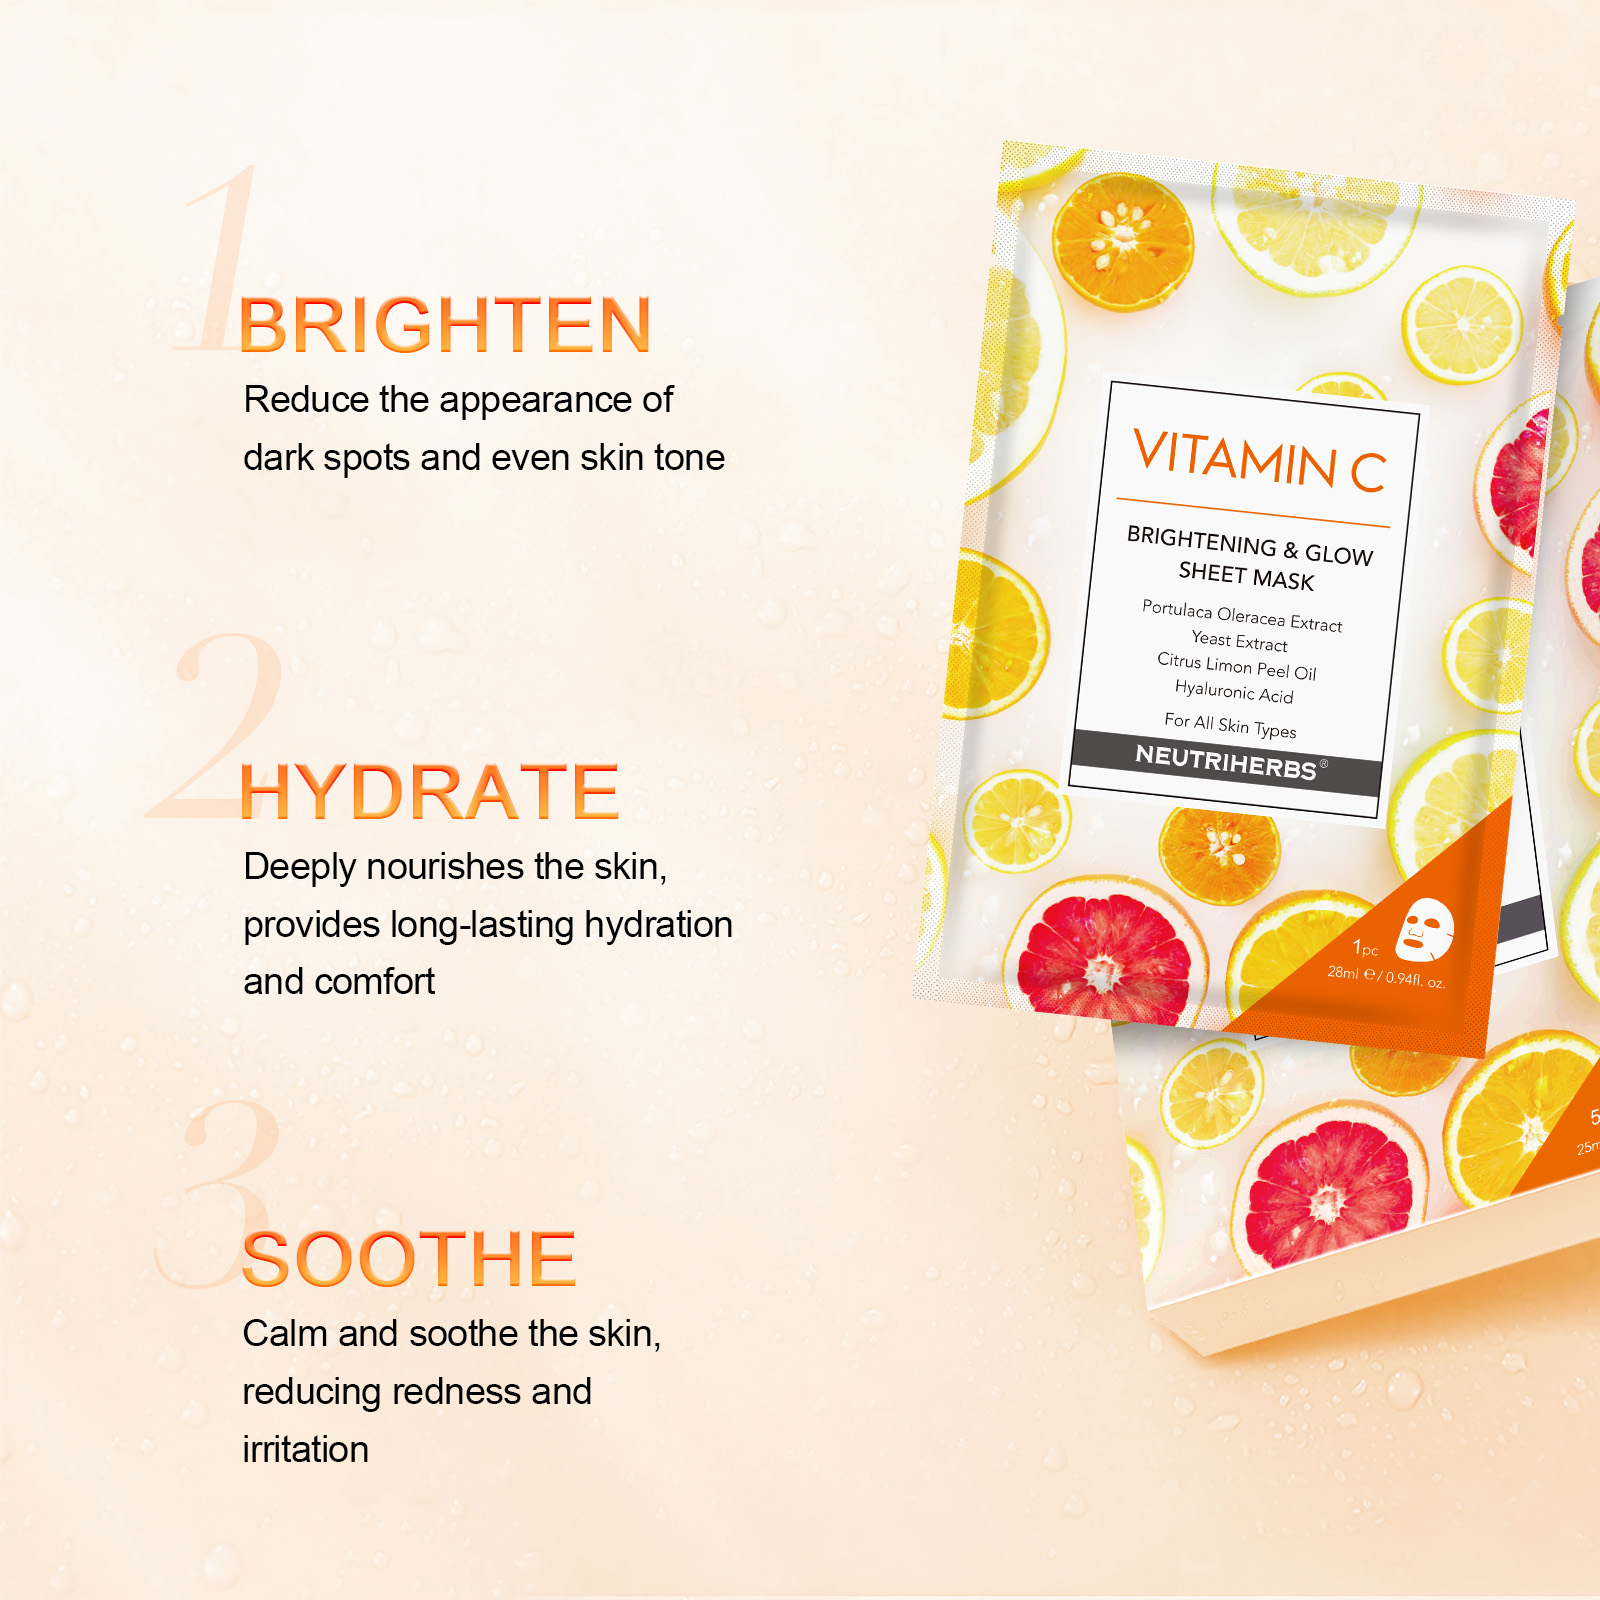 1
BRIGHTEN
Reduce the appearance of
dark spots and even skin tone
2
HYDRATE
Deeply nourishes the skin,
provides long-lasting hydration
and comfort
3
SOOTHE
Calm and soothe the skin,
reducing redness and
irritation
VITAMIN C
BRIGHTENING & GLOW
SHEET MASK
Portulaca Oleracea Extract
Yeast Extract
Citrus Limon Peel Oil
Hyaluronic Acid
For All Skin Types
NEUTRIHERBS®
1pc
28ml ℮/ 0.94fl. oz.
5
25m